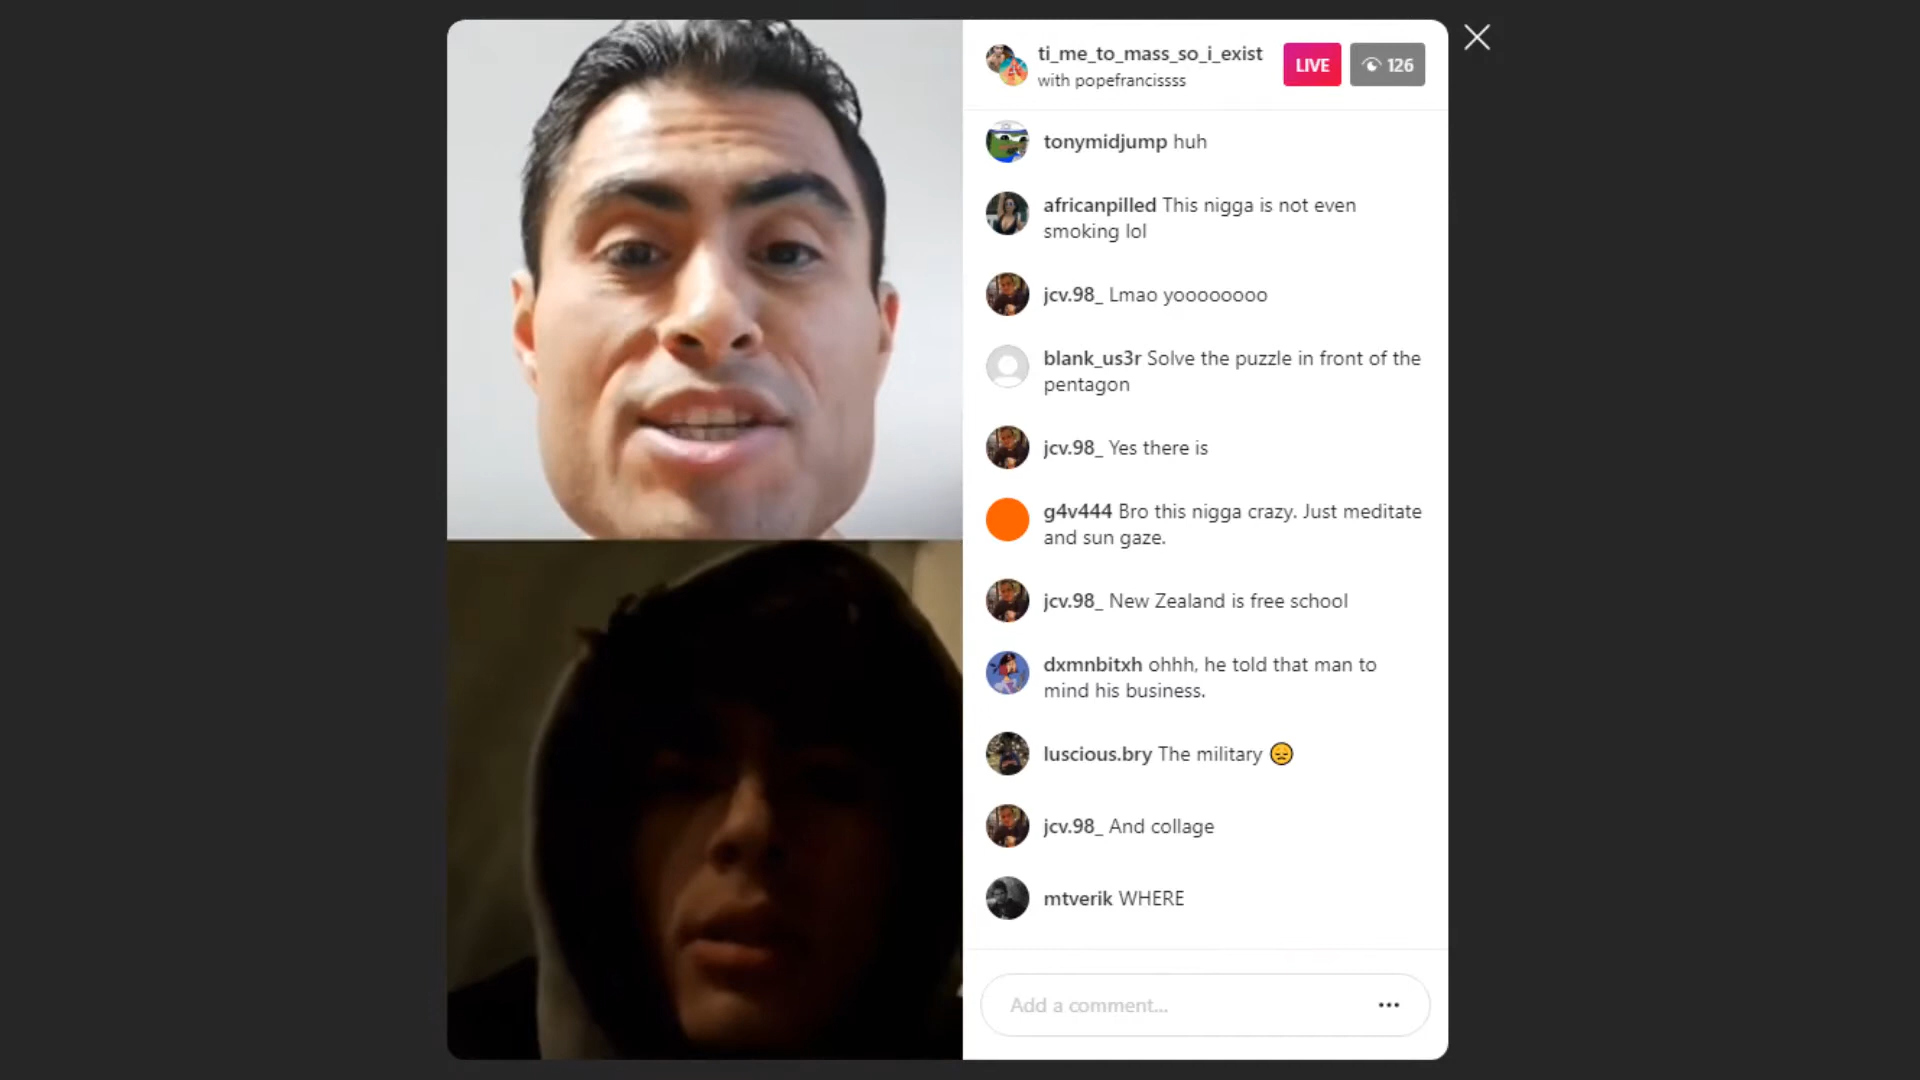 ti_me_to_mass_so_i_exist
with popefrancissss
LIVE
126
tonymidjump huh
africanpilled This nigga is not even
smoking lol
jcv.98_ Lmao yoooooooo
blank_us3r Solve the puzzle in front of the
pentagon
jcv.98_ Yes there is
g4v444 Bro this nigga crazy. Just meditate
and sun gaze.
jcv.98_ New Zealand is free school
dxmnbitxh ohhh, he told that man to
mind his business.
luscious.bry The military 😞
jcv.98_ And collage
mtverik WHERE
Add a comment...